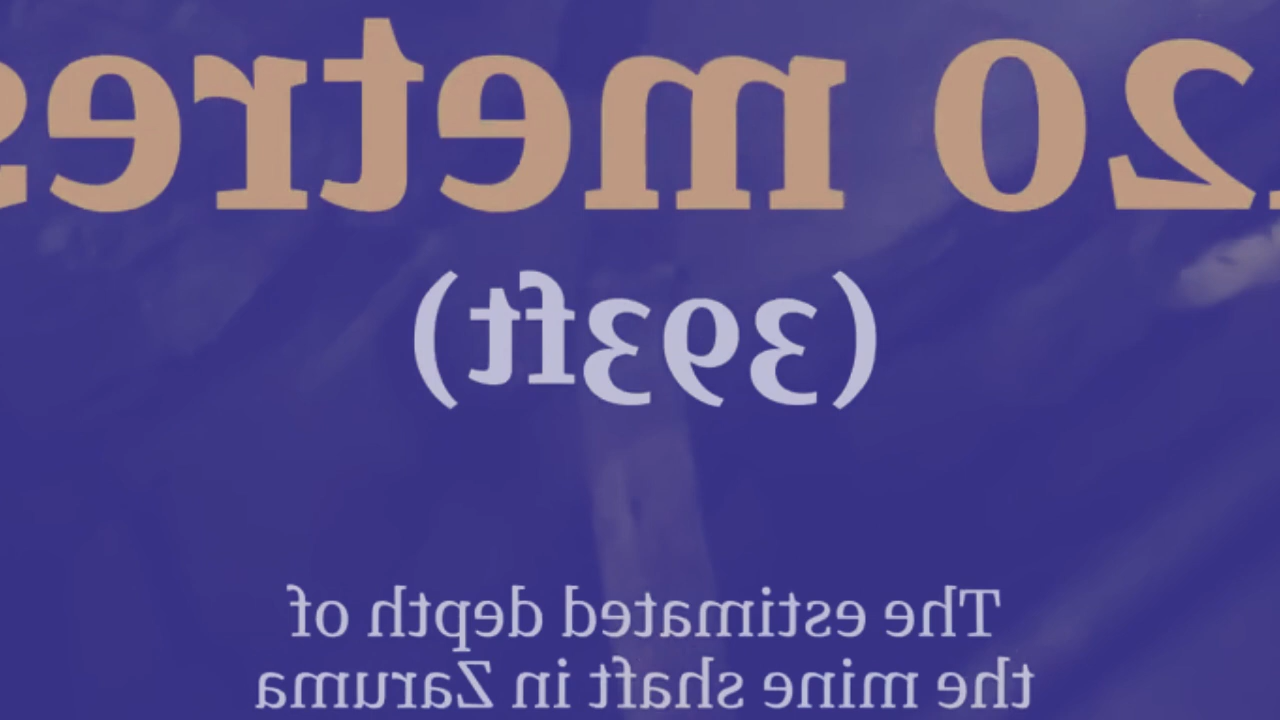 20 metres
(393ft)
The estimated depth of
the mine shaft in Zaruma